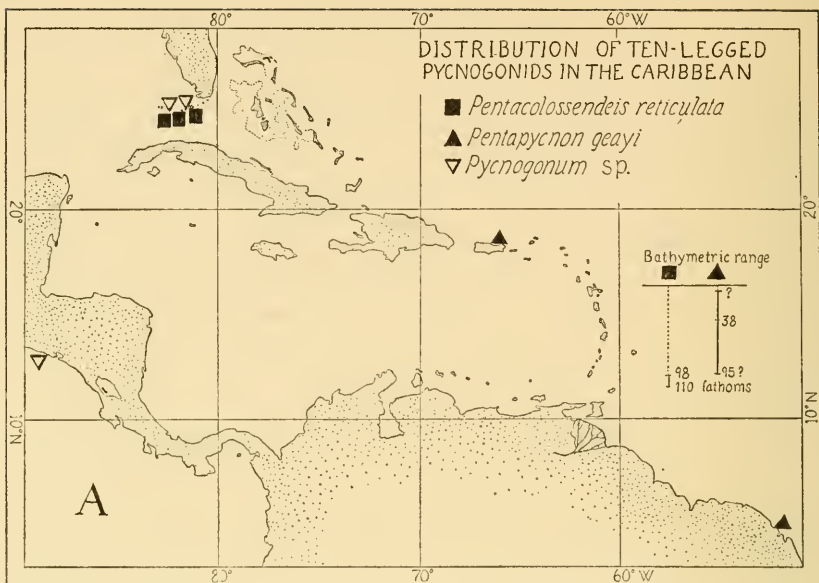 80°
70°
60°W
DISTRIBUTION OF TEN-LEGGED
PYCNOGONIDS IN THE CARIBBEAN
Pentacolossendeis reticulata
Pentapycnon geayi
Pycnogonum sp.
20°
20°
Bathymetric range
?
38
98
95?
110 fathoms
10°N
10°N
A
80°
70°
60°W